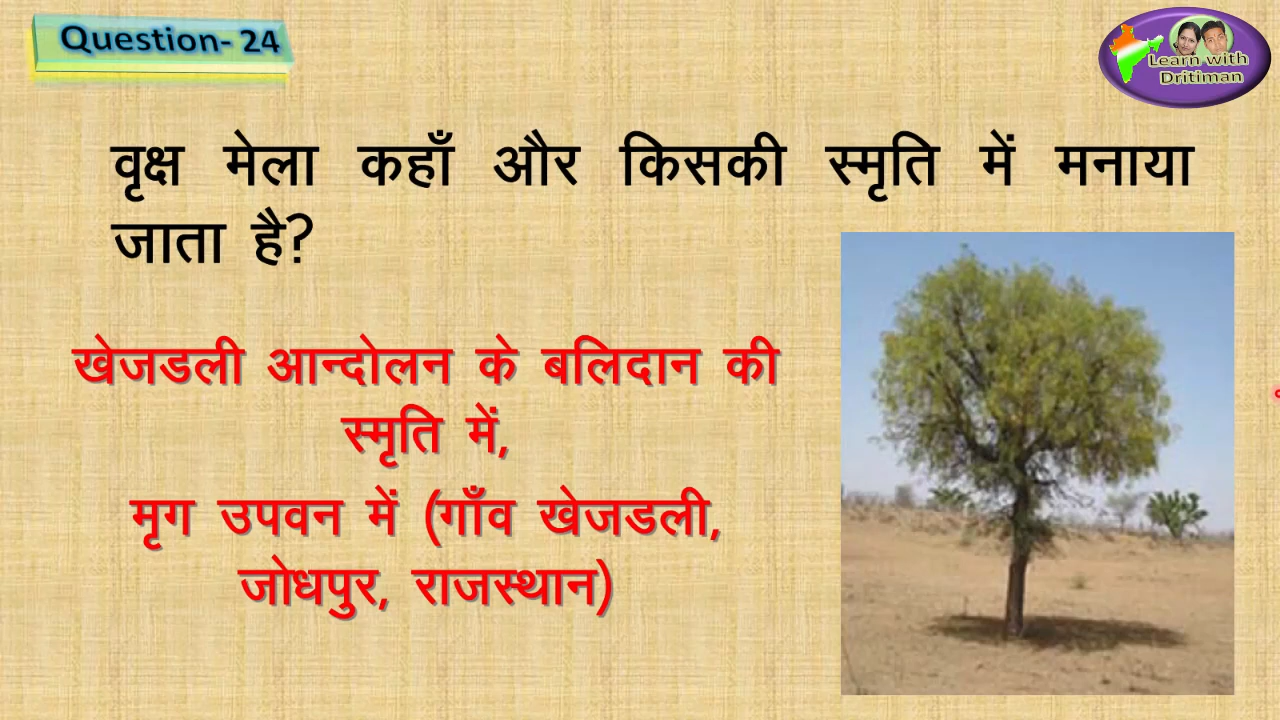 Question- 24
Learn with
Dritiman
वृक्ष मेला कहाँ और किसकी स्मृति में मनाया
जाता है?
खेजडली आन्दोलन के बलिदान की
स्मृति में,
मृग उपवन में (गाँव खेजडली,
जोधपुर, राजस्थान)